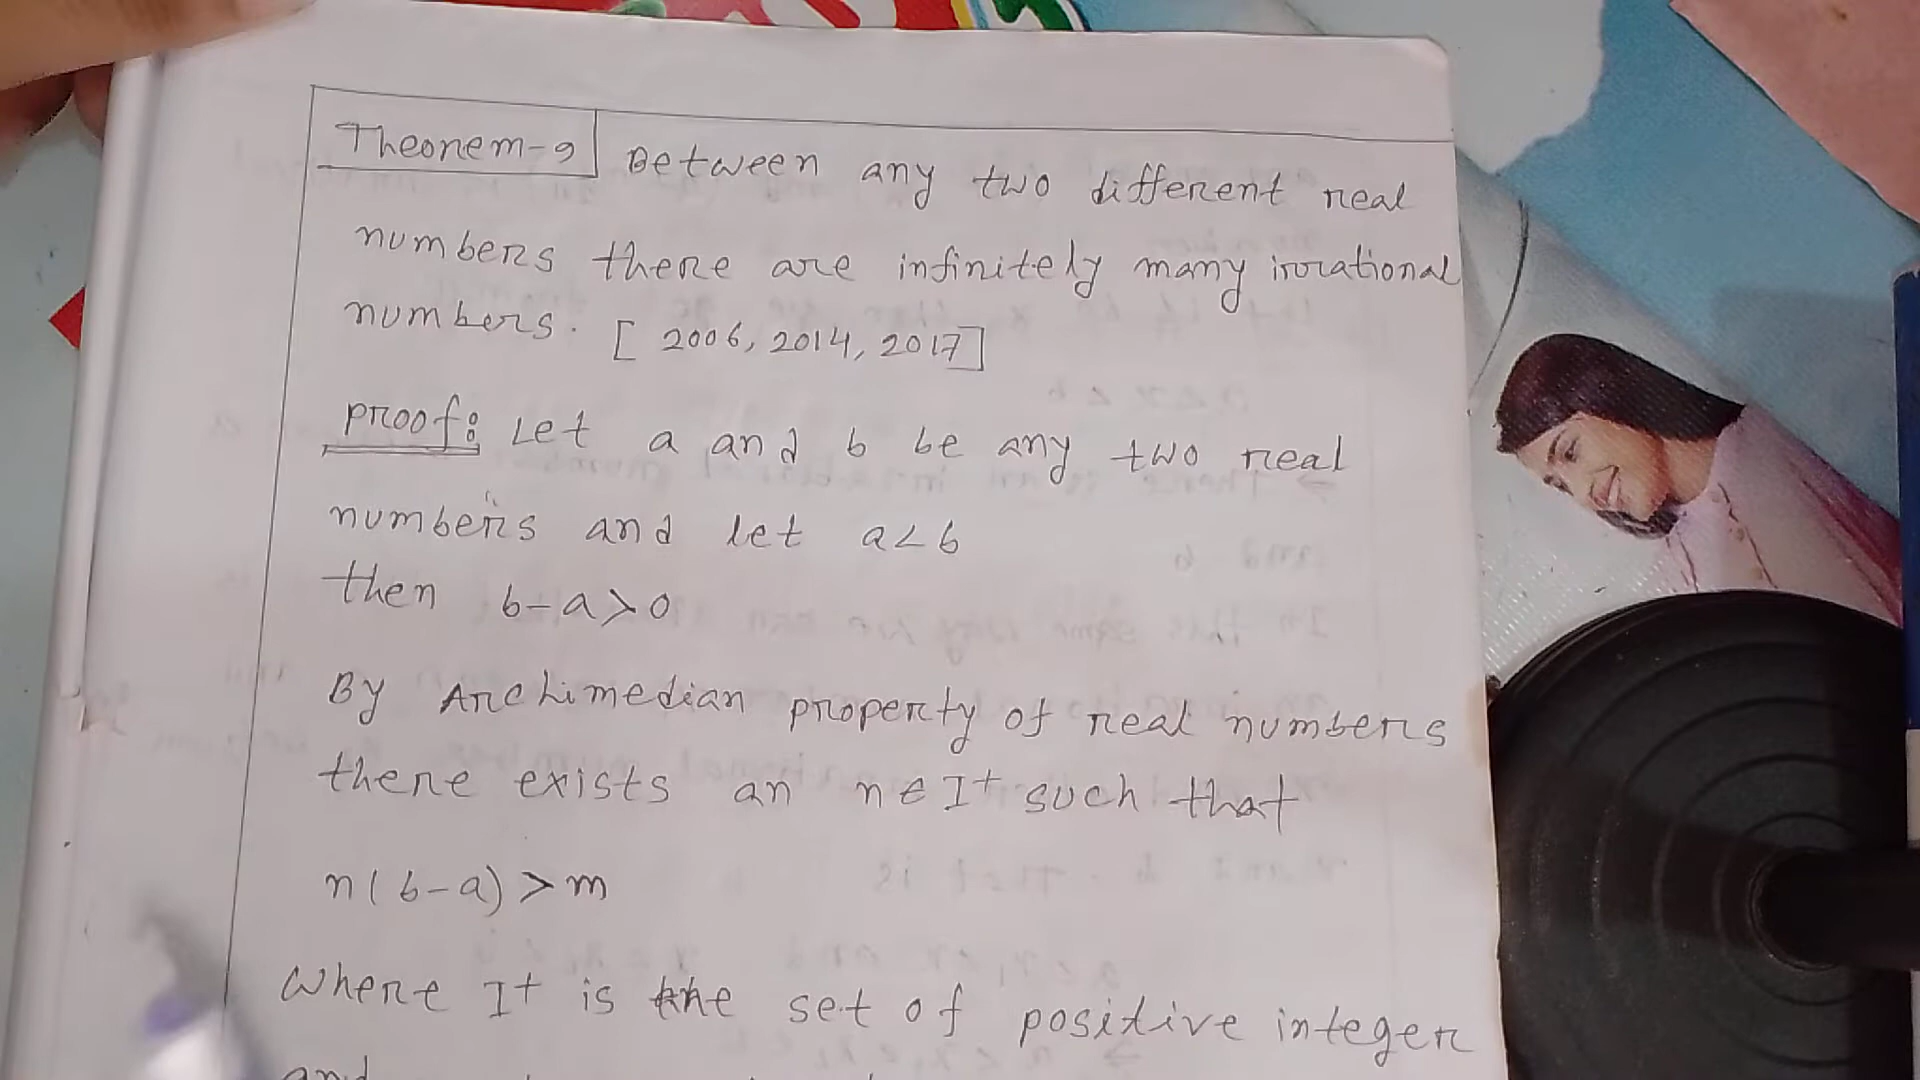 Theorem-9 Between any two different real
numbers there are infinitely many irrational
numbers. [2006, 2014, 2017]
Proof: Let a and b be any two real
numbers and let a<b
then b-a>0
By Archimedian property of real numbers
there exists an n∈I+ such that
n(b-a)>m
where I+ is the set of positive integer
and